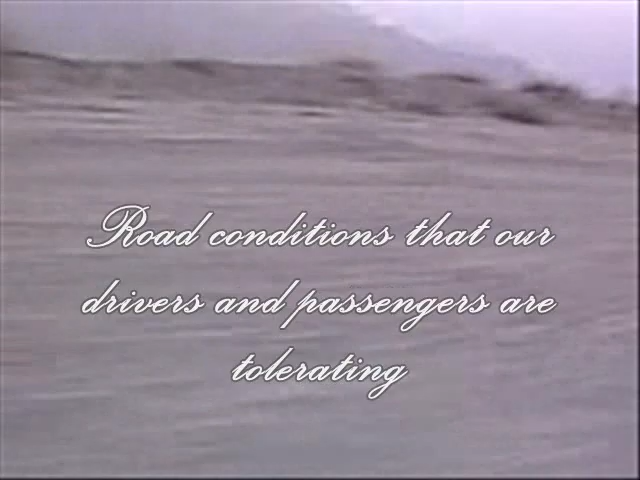 Road conditions that our
drivers and passengers are
tolerating